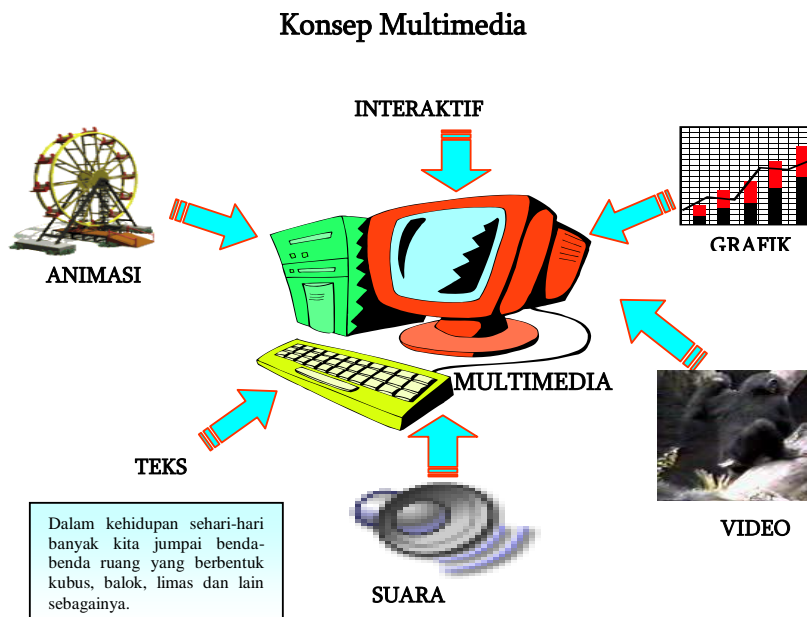 Konsep Multimedia
INTERAKTIF
GRAFIK
ANIMASI
MULTIMEDIA
TEKS
Dalam kehidupan sehari-hari
banyak kita jumpai benda-
benda ruang yang berbentuk
kubus, balok, limas dan lain
sebagainya.
SUARA
VIDEO